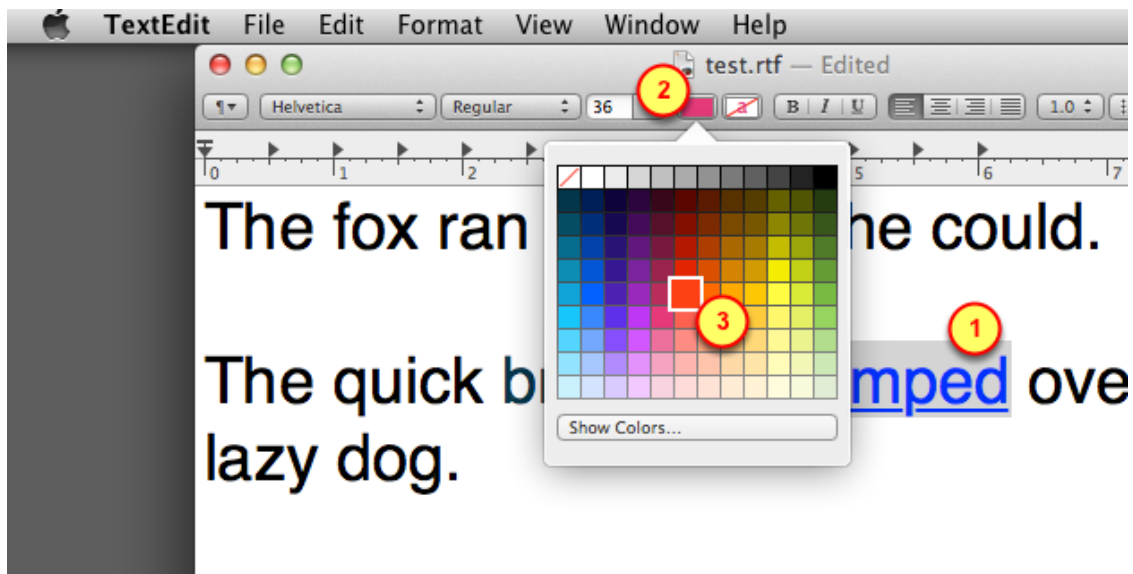 TextEdit File Edit Format View Window Help
test.rtf — Edited
¶ Helvetica Regular 36 a B I U 1.0
0 1 2 5 6 7
The fox ran he could.
The quick b mped ove
lazy dog.
Show Colors...
2
3
1